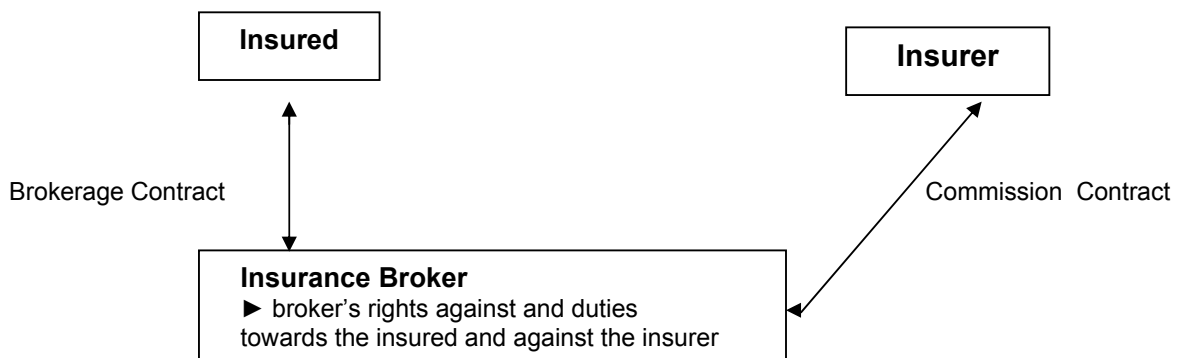 Insured
Insurer
Brokerage Contract
Commission Contract
Insurance Broker
► broker's rights against and duties
towards the insured and against the insurer